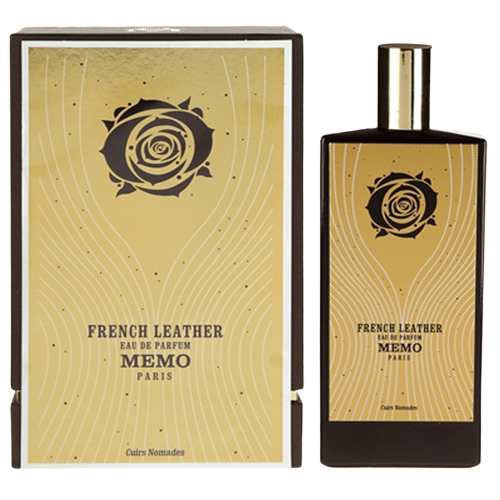 FRENCH LEATHER
EAU DE PARFUM
MEMO
PARIS
Cuirs Nomades
FRENCH LEATHER
EAU DE PARFUM
MEMO
PARIS
Cuirs Nomades